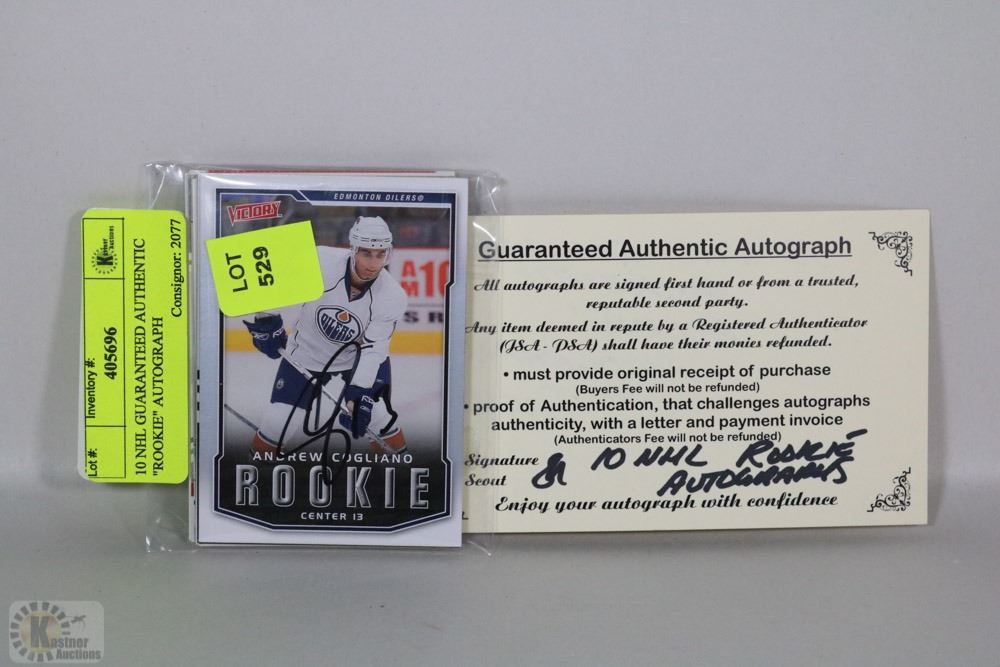 Kastner
Auctions
Lot #:
Inventory #:
405696
10 NHL GUARANTEED AUTHENTIC
"ROOKIE" AUTOGRAPH
Consignor: 2077
EDMONTON OILERS
VICTORY
LOT
529
OILERS
ANDREW COGLIANO
ROOKIE
CENTER 13
Guaranteed Authentic Autograph
All autographs are signed first hand or from a trusted,
reputable second party.
Any item deemed in repute by a Registered Authenticator
(JSA - PSA) shall have their monies refunded.
• must provide original receipt of purchase
(Buyers Fee will not be refunded)
• proof of Authentication, that challenges autographs
authenticity, with a letter and payment invoice
(Authenticators Fee will not be refunded)
Signature
Scout
10 NHL ROOKIE
AUTOGRAPHS
Enjoy your autograph with confidence
Kastnor
Auctions